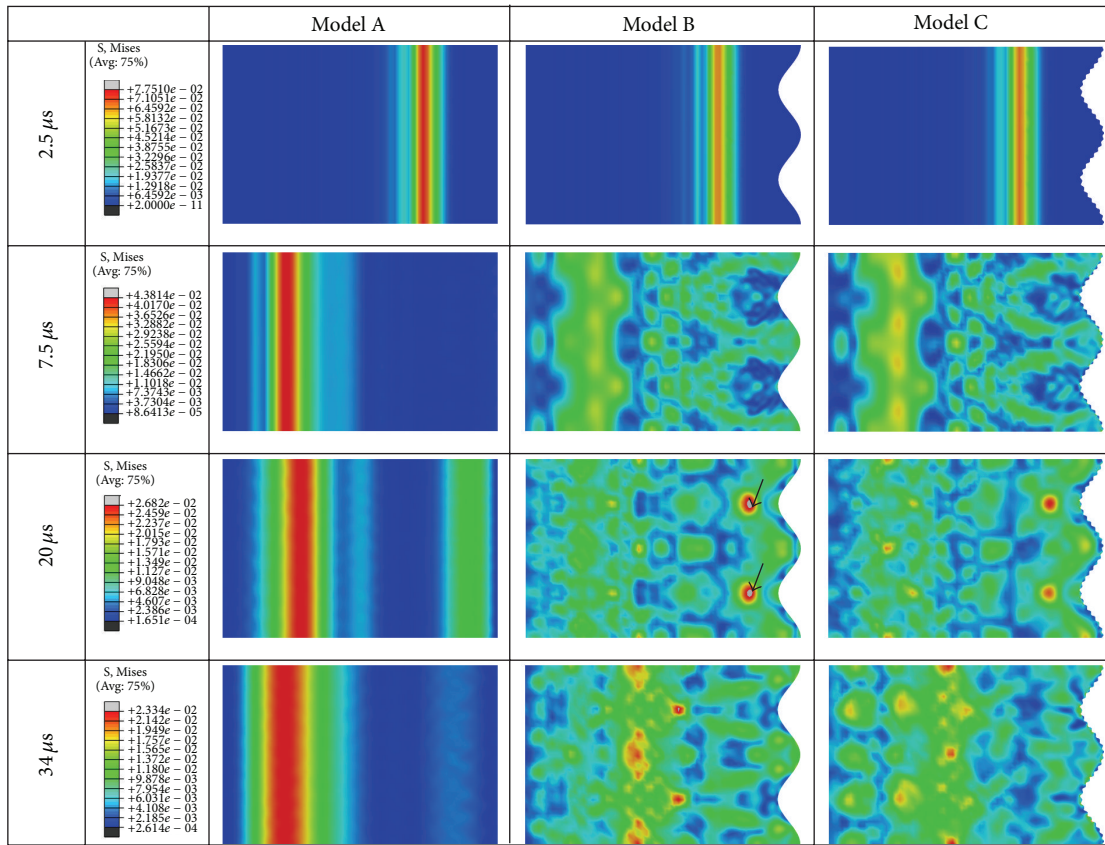 Model A
Model B
Model C
2.5 μs
S, Mises
(Avg: 75%)
+7.7510e − 02
+7.1051e − 02
+6.4592e − 02
+5.8132e − 02
+5.1673e − 02
+4.5214e − 02
+3.8755e − 02
+3.2296e − 02
+2.5837e − 02
+1.9377e − 02
+1.2918e − 02
+6.4592e − 03
+2.0000e − 11
7.5 μs
S, Mises
(Avg: 75%)
+4.3814e − 02
+4.0170e − 02
+3.6526e − 02
+3.2882e − 02
+2.9238e − 02
+2.5594e − 02
+2.1950e − 02
+1.8306e − 02
+1.4662e − 02
+1.1018e − 02
+7.3743e − 03
+3.7304e − 03
+8.6413e − 05
20 μs
S, Mises
(Avg: 75%)
+2.682e − 02
+2.459e − 02
+2.237e − 02
+2.015e − 02
+1.793e − 02
+1.571e − 02
+1.349e − 02
+1.127e − 02
+9.048e − 03
+6.828e − 03
+4.607e − 03
+2.386e − 03
+1.651e − 04
34 μs
S, Mises
(Avg: 75%)
+2.334e − 02
+2.142e − 02
+1.949e − 02
+1.757e − 02
+1.565e − 02
+1.372e − 02
+1.180e − 02
+9.878e − 03
+7.954e − 03
+6.031e − 03
+4.108e − 03
+2.185e − 03
+2.614e − 04